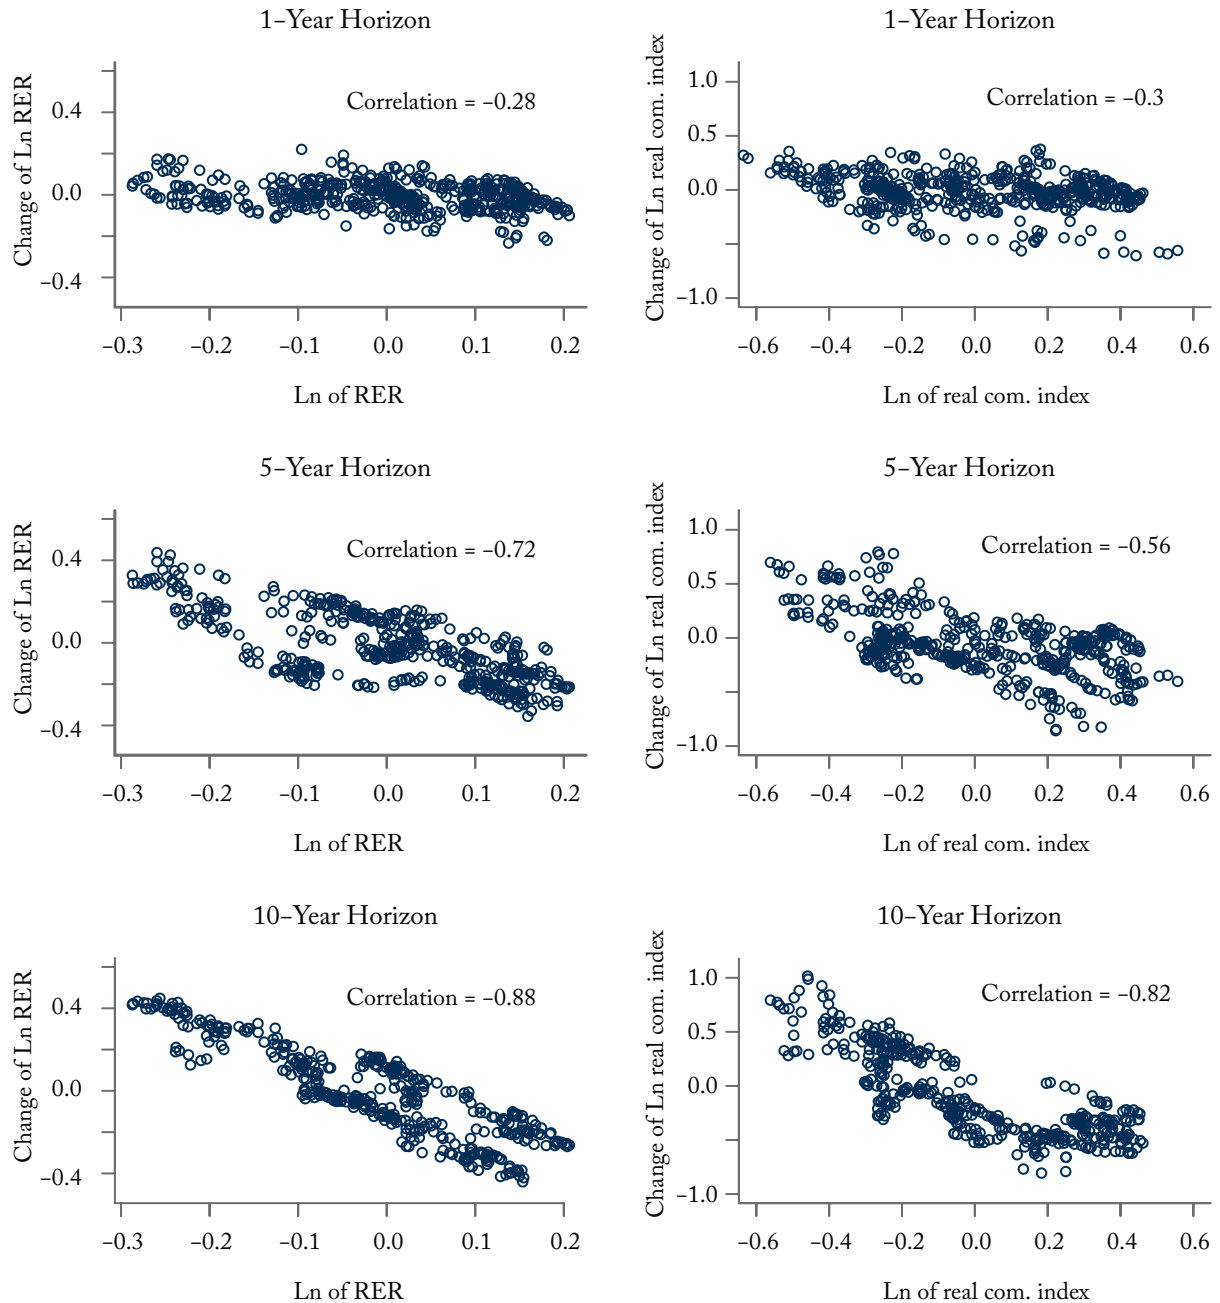 1–Year Horizon
Change of Ln RER
0.4
0.0
–0.4
Correlation = –0.28
–0.3 –0.2 –0.1 0.0 0.1 0.2
Ln of RER
1–Year Horizon
Change of Ln real com. index
1.0
0.5
0.0
–1.0
Correlation = –0.3
–0.6 –0.4 –0.2 0.0 0.2 0.4 0.6
Ln of real com. index
5–Year Horizon
Change of Ln RER
0.4
0.0
–0.4
Correlation = –0.72
–0.3 –0.2 –0.1 0.0 0.1 0.2
Ln of RER
5–Year Horizon
Change of Ln real com. index
1.0
0.5
0.0
–1.0
Correlation = –0.56
–0.6 –0.4 –0.2 0.0 0.2 0.4 0.6
Ln of real com. index
10–Year Horizon
Change of Ln RER
0.4
0.0
–0.4
Correlation = –0.88
–0.3 –0.2 –0.1 0.0 0.1 0.2
Ln of RER
10–Year Horizon
Change of Ln real com. index
1.0
0.5
0.0
–1.0
Correlation = –0.82
–0.6 –0.4 –0.2 0.0 0.2 0.4 0.6
Ln of real com. index